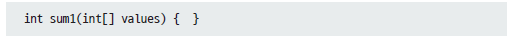 int sum1(int[] values) {  }